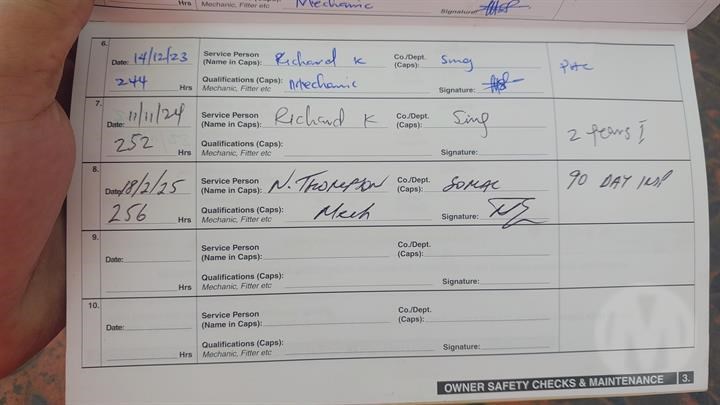 Hrs Mechanic, Fitter etc Mechanic Signature:
6.
Date: 14/12/23 Service Person (Name in Caps): Richard K Co./Dept. (Caps): Sing
244 Hrs Qualifications (Caps): Mechanic, Fitter etc Mechanic Signature:
7.
Date: 11/11/24 Service Person (Name in Caps): Richard K Co./Dept. (Caps): Sing 2 years I
252 Hrs Qualifications (Caps): Mechanic, Fitter etc Signature:
8.
Date: 18/2/25 Service Person (Name in Caps): N. THOMPSON Co./Dept. (Caps): SOMAC 90 DAY INSP
256 Hrs Qualifications (Caps): Mechanic, Fitter etc Mech Signature:
9.
Date: Service Person (Name in Caps): Co./Dept. (Caps):
Hrs Qualifications (Caps): Mechanic, Fitter etc Signature:
10.
Date: Service Person (Name in Caps): Co./Dept. (Caps):
Hrs Qualifications (Caps): Mechanic, Fitter etc Signature:
OWNER SAFETY CHECKS & MAINTENANCE 3.